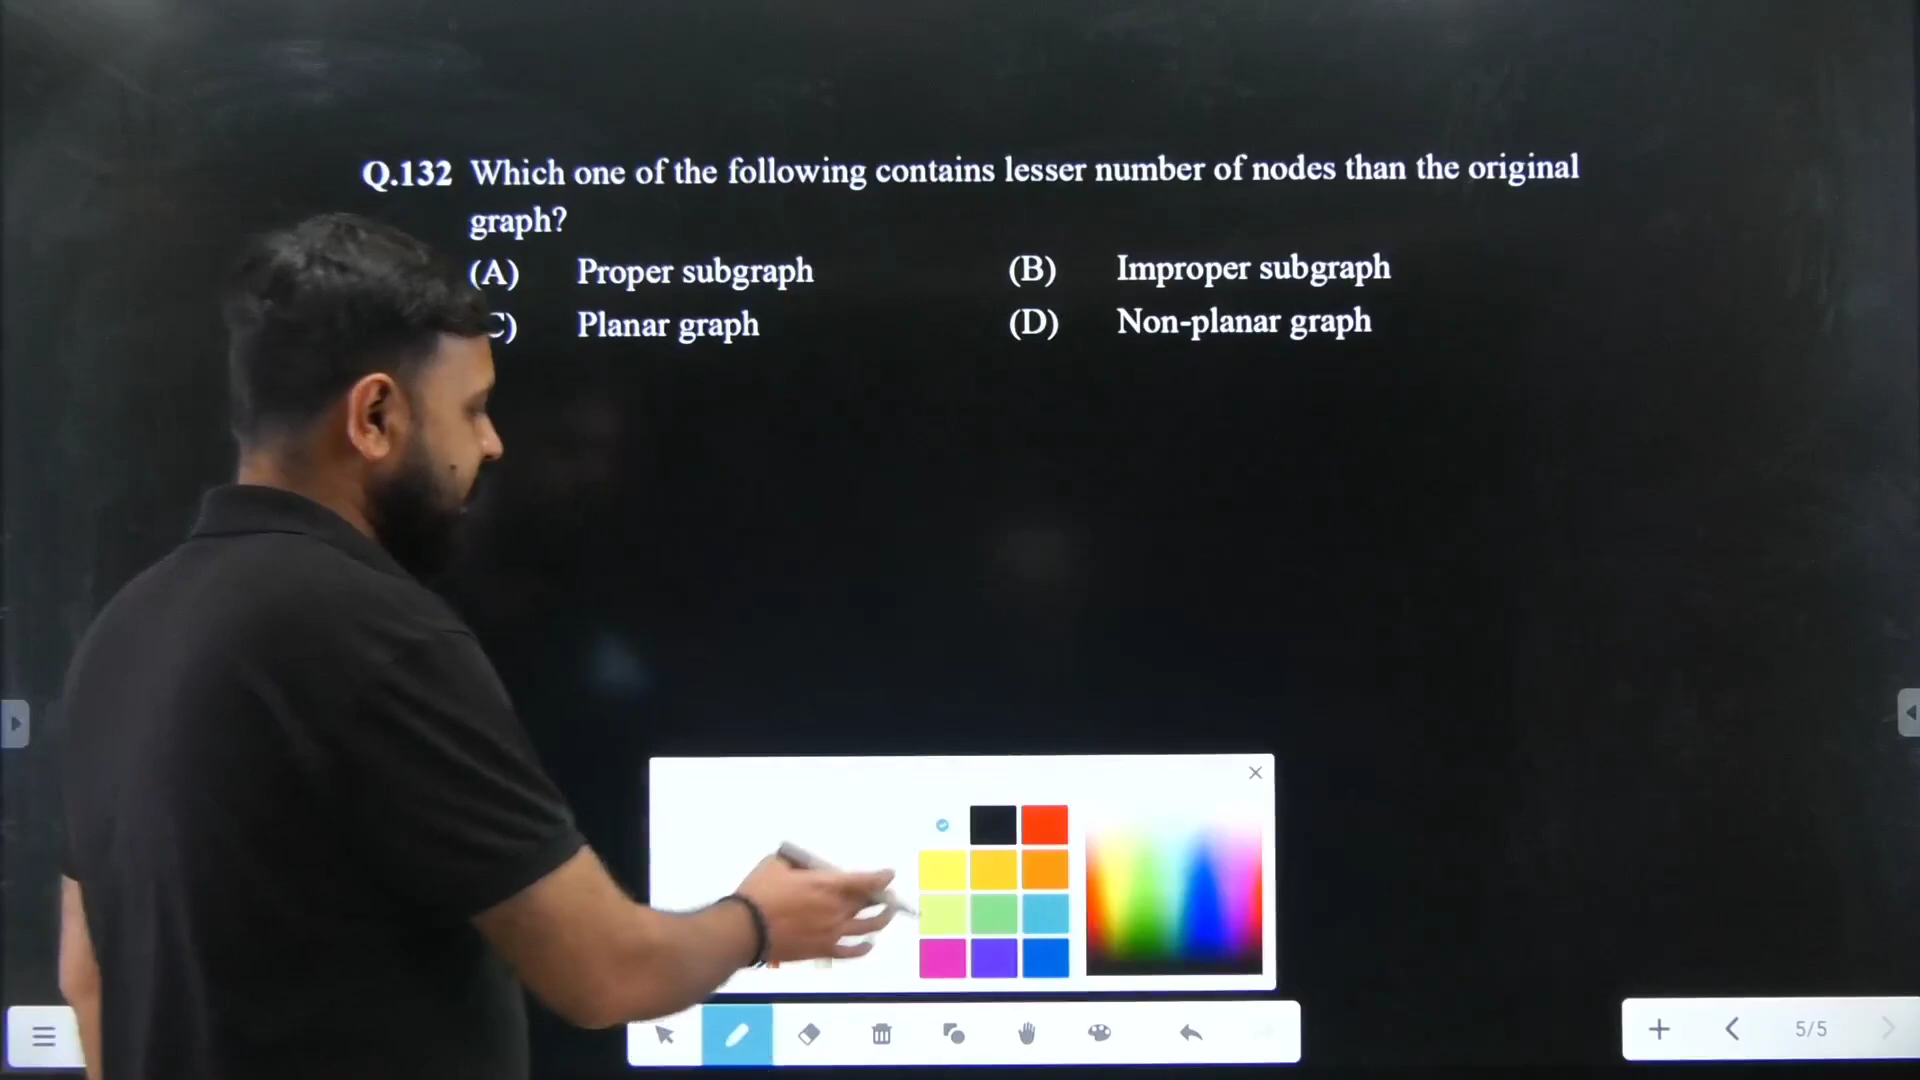 Q.132 Which one of the following contains lesser number of nodes than the original
graph?
(A) Proper subgraph (B) Improper subgraph
C) Planar graph (D) Non-planar graph
5/5